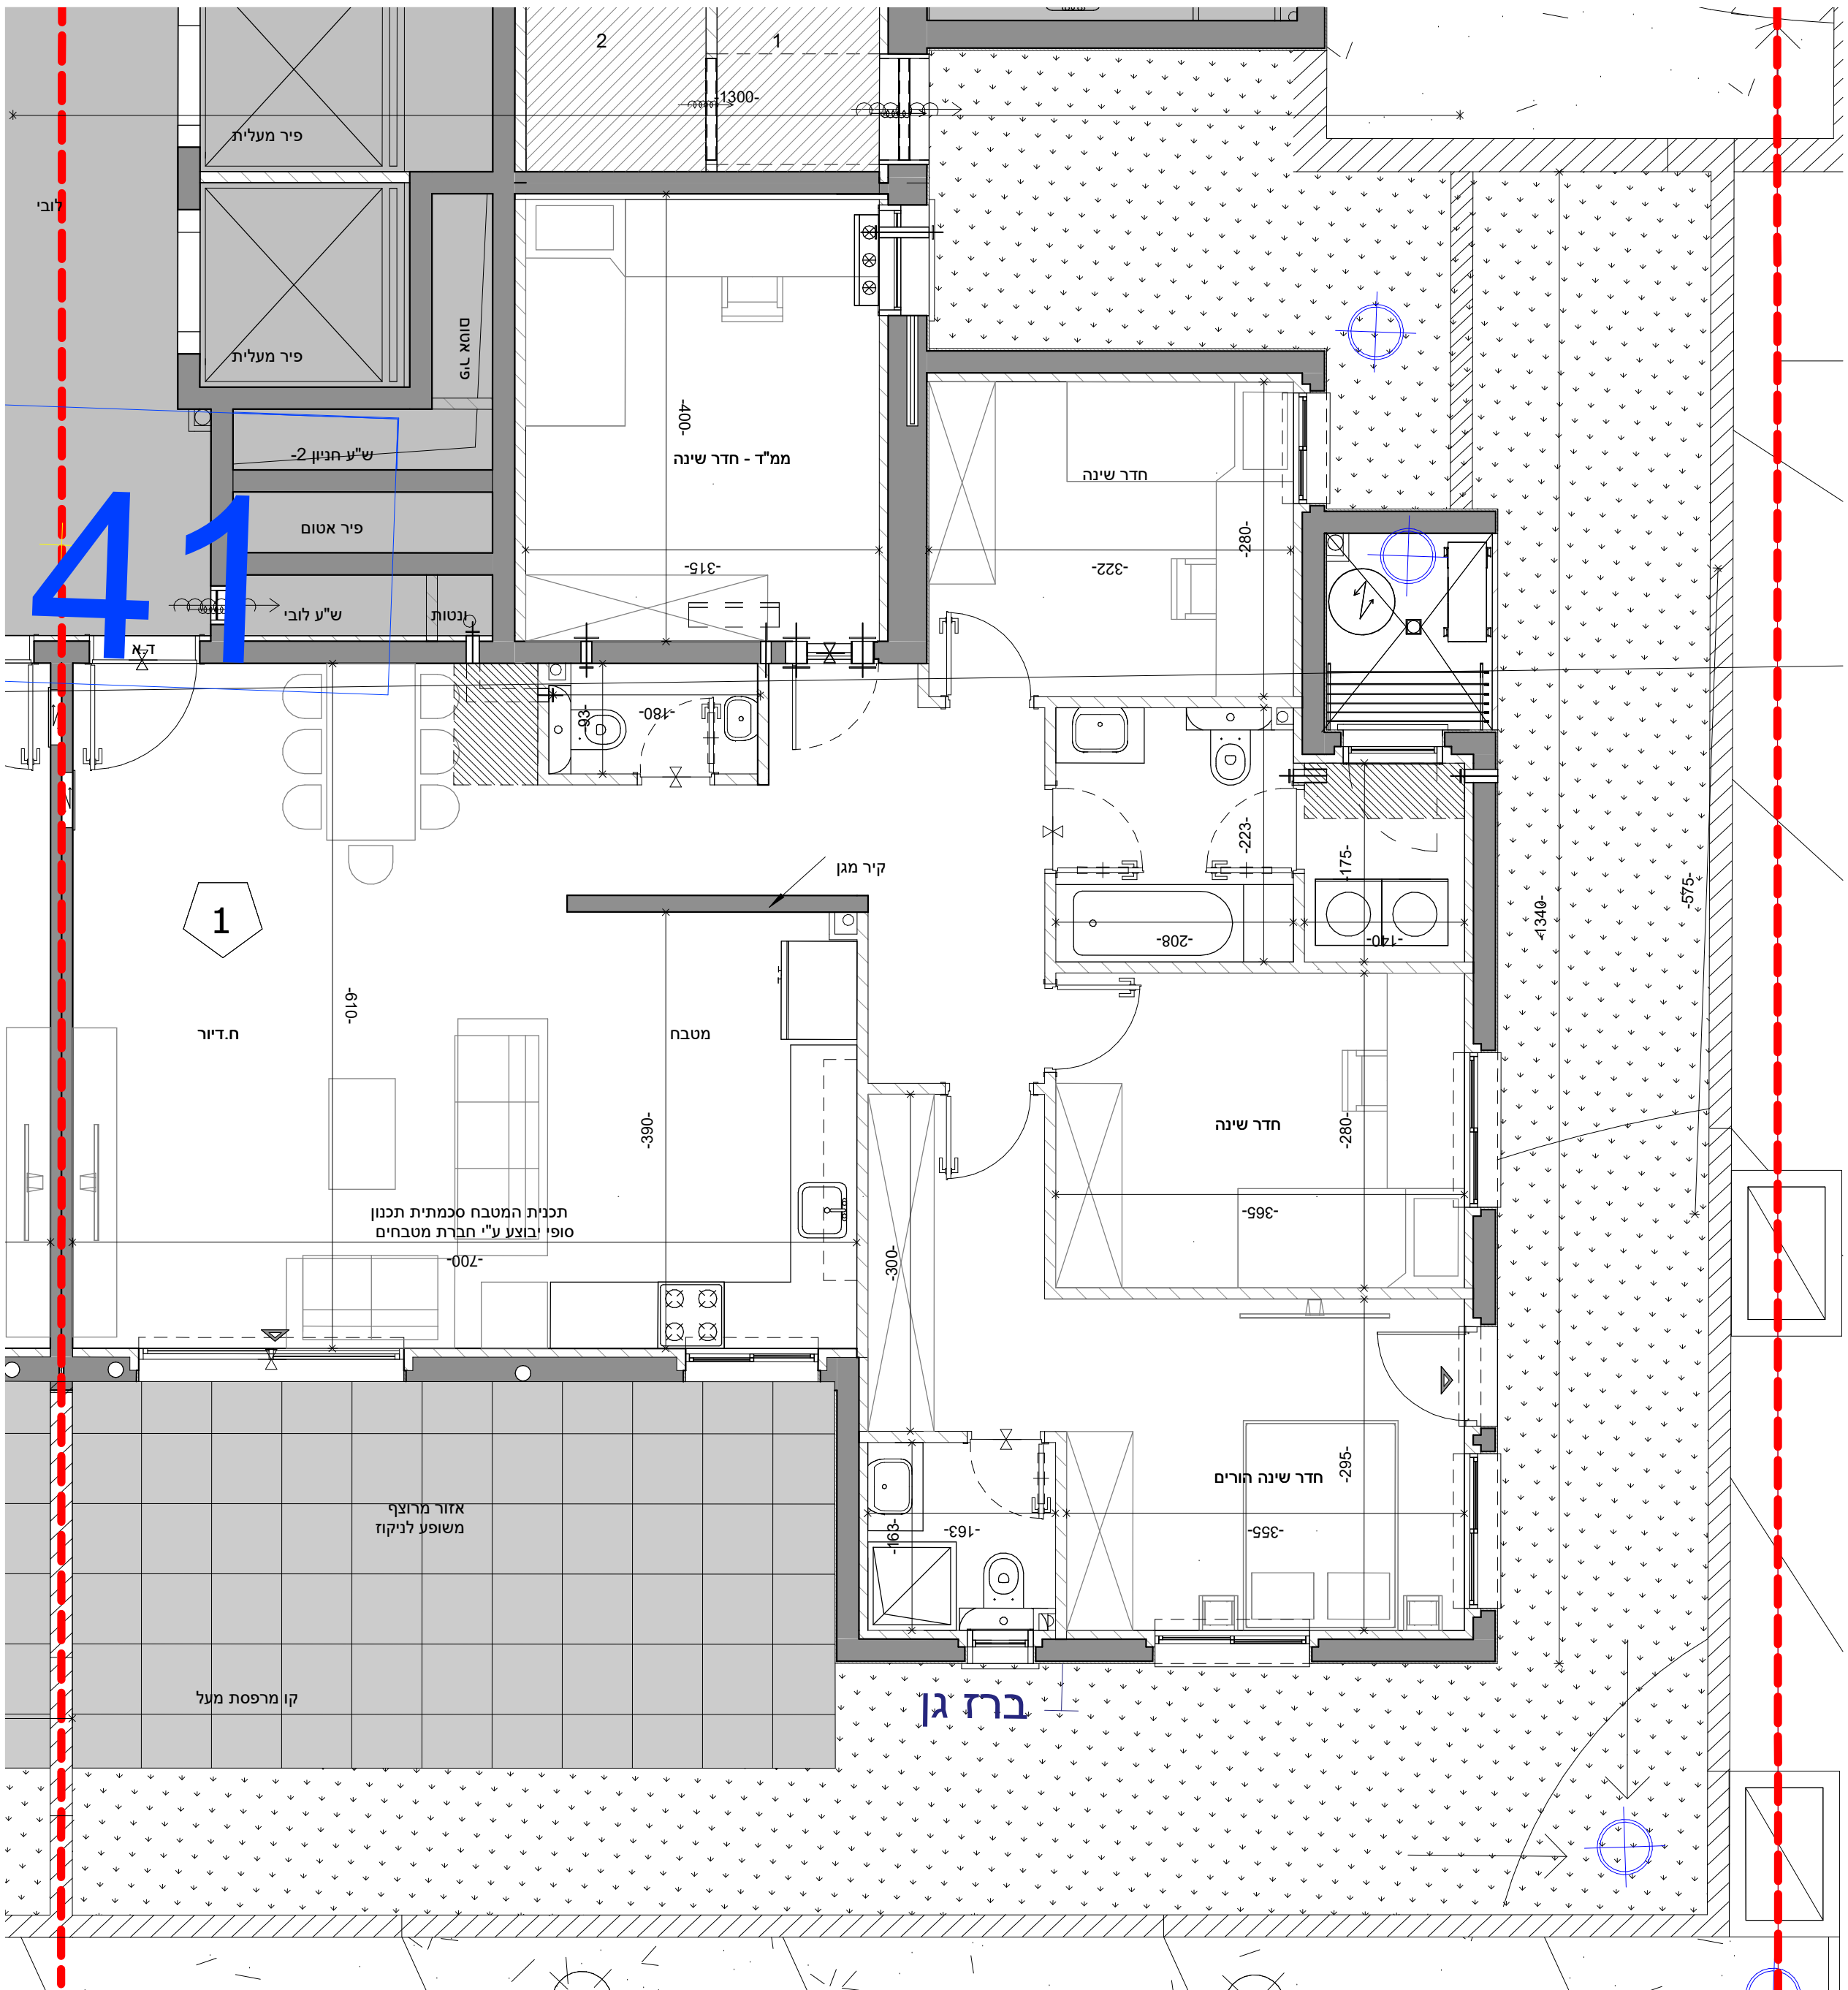 2
1
-1300-
פיר מעלית
לובי
פיר מעלית
פיר אטום
-400-
ממ"ד - חדר שינה
חדר שינה
ש"ע חניון 2-
-280-
פיר אטום
41
-315-
-322-
ש"ע לובי
ונטות
ד.א
-93-
-180-
-223-
-175-
קיר מגן
-575-
1
-1340-
-208-
-140-
-610-
ח.דיור
מטבח
-390-
חדר שינה
-280-
תכנית המטבח סכמתית תכנון
סופי יבוצע ע"י חברת מטבחים
-365-
-700-
-300-
חדר שינה הורים
-295-
אזור מרוצף
משופע לניקוז
-163-
-163-
-355-
קו מרפסת מעל
ברז גן